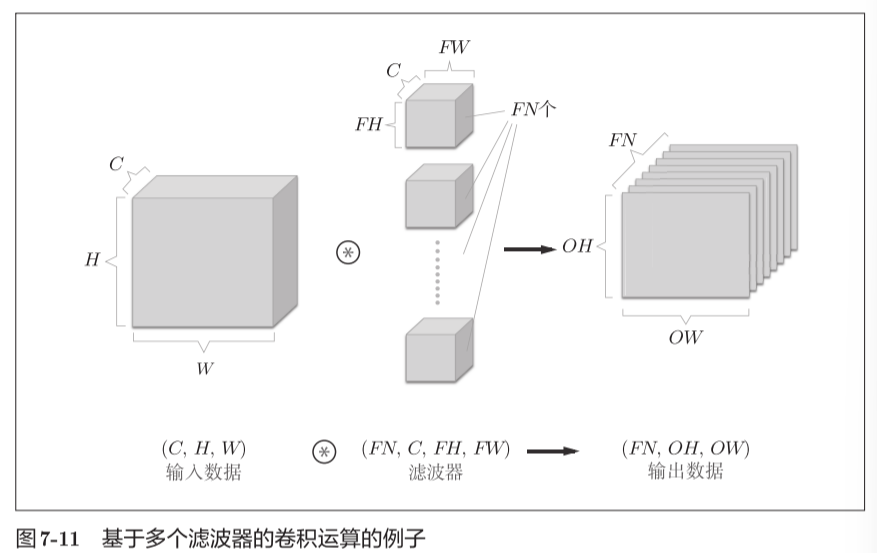 FW
C
FH
FN个
FN
C
H
OH
OW
W
(C, H, W) ⊛ (FN, C, FH, FW) → (FN, OH, OW)
输入数据 滤波器 输出数据
图7-11 基于多个滤波器的卷积运算的例子